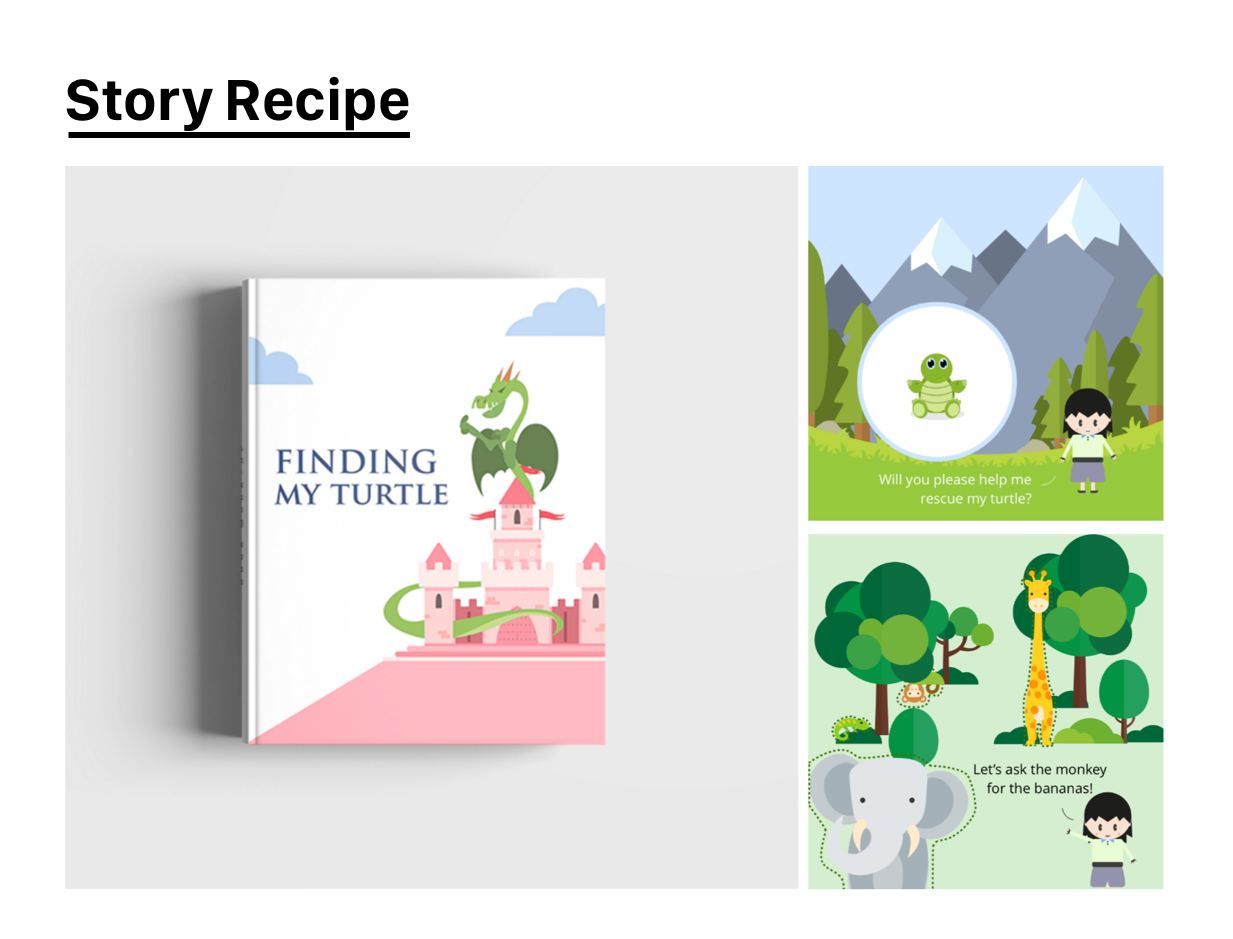 Story Recipe
FINDING
MY TURTLE
Will you please help me
rescue my turtle?
Let's ask the monkey
for the bananas!